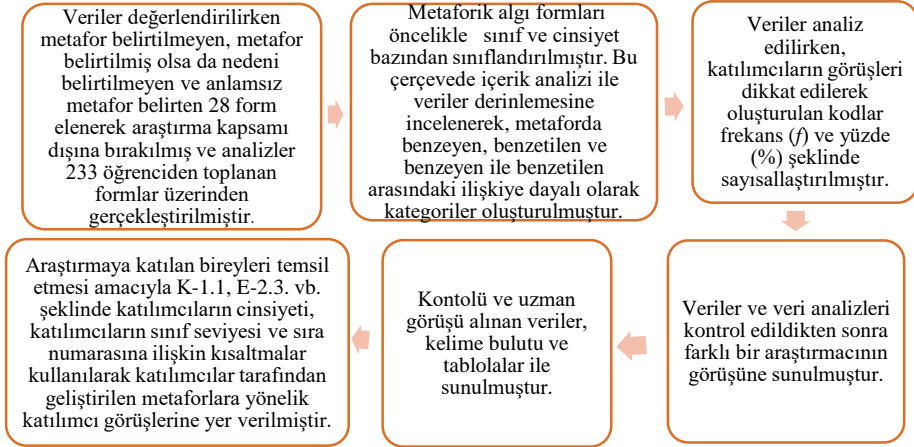 Veriler değerlendirilirken
metafor belirtilmeyen, metafor
belirtilmiş olsa da nedeni
belirtilmeyen ve anlamsız
metafor belirten 28 form
elenerek araştırma kapsamı
dışına bırakılmış ve analizler
233 öğrenciden toplanan
formlar üzerinden
gerçekleştirilmiştir.
Metaforik algı formları
öncelikle sınıf ve cinsiyet
bazından sınıflandırılmıştır. Bu
çerçevede içerik analizi ile
veriler derinlemesine
incelenerek, metaforda
benzeyen, benzetilen ve
benzeyen ile benzetilen
arasındaki ilişkiye dayalı olarak
kategoriler oluşturulmuştur.
Veriler analiz
edilirken,
katılımcıların görüşleri
dikkat edilerek
oluşturulan kodlar
frekans (f) ve yüzde
(%) şeklinde
sayısallaştırılmıştır.
Veriler ve veri analizleri
kontrol edildikten sonra
farklı bir araştırmacının
görüşüne sunulmuştur.
Kontolü ve uzman
görüşü alınan veriler,
kelime bulutu ve
tablolalar ile
sunulmuştur.
Araştırmaya katılan bireyleri temsil
etmesi amacıyla K-1.1, E-2.3. vb.
şeklinde katılımcıların cinsiyeti,
katılımcıların sınıf seviyesi ve sıra
numarasına ilişkin kısaltmalar
kullanılarak katılımcılar tarafından
geliştirilen metaforlara yönelik
katılımcı görüşlerine yer verilmiştir.